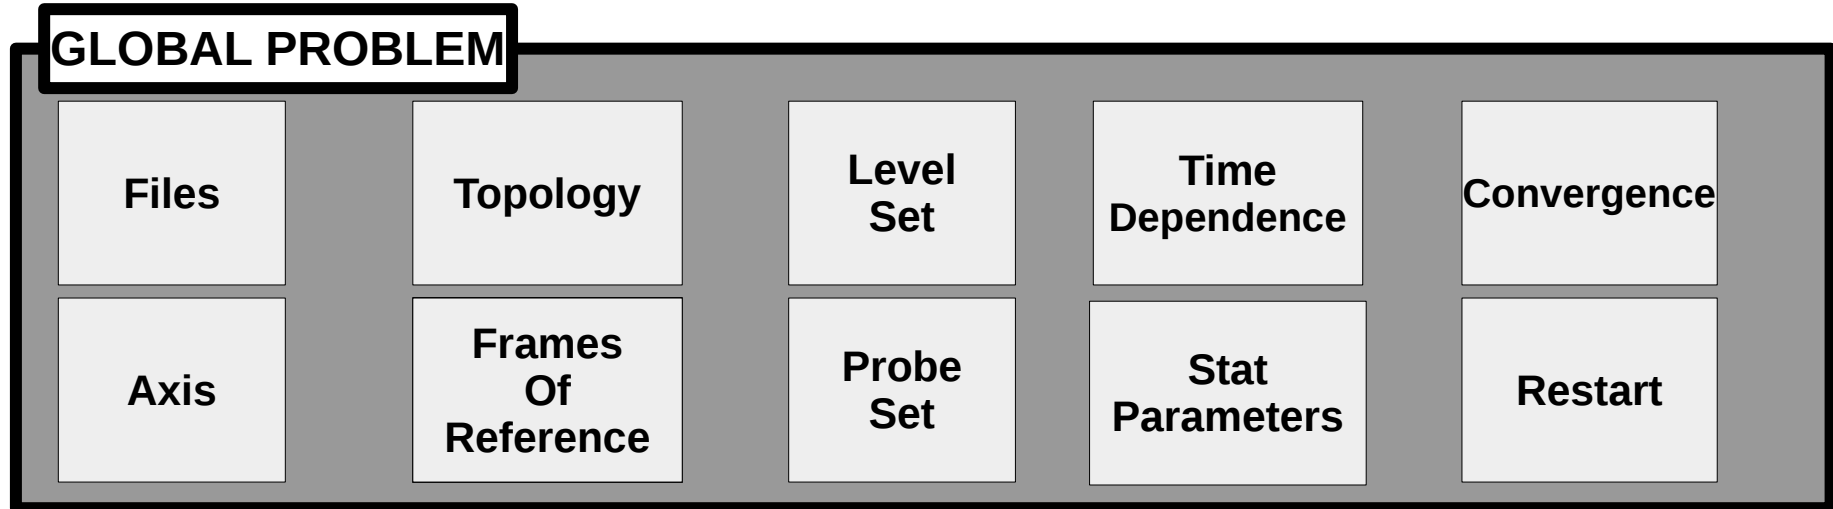 GLOBAL PROBLEM
Files
Topology
Level
Set
Time
Dependence
Convergence
Axis
Frames
Of
Reference
Probe
Set
Stat
Parameters
Restart